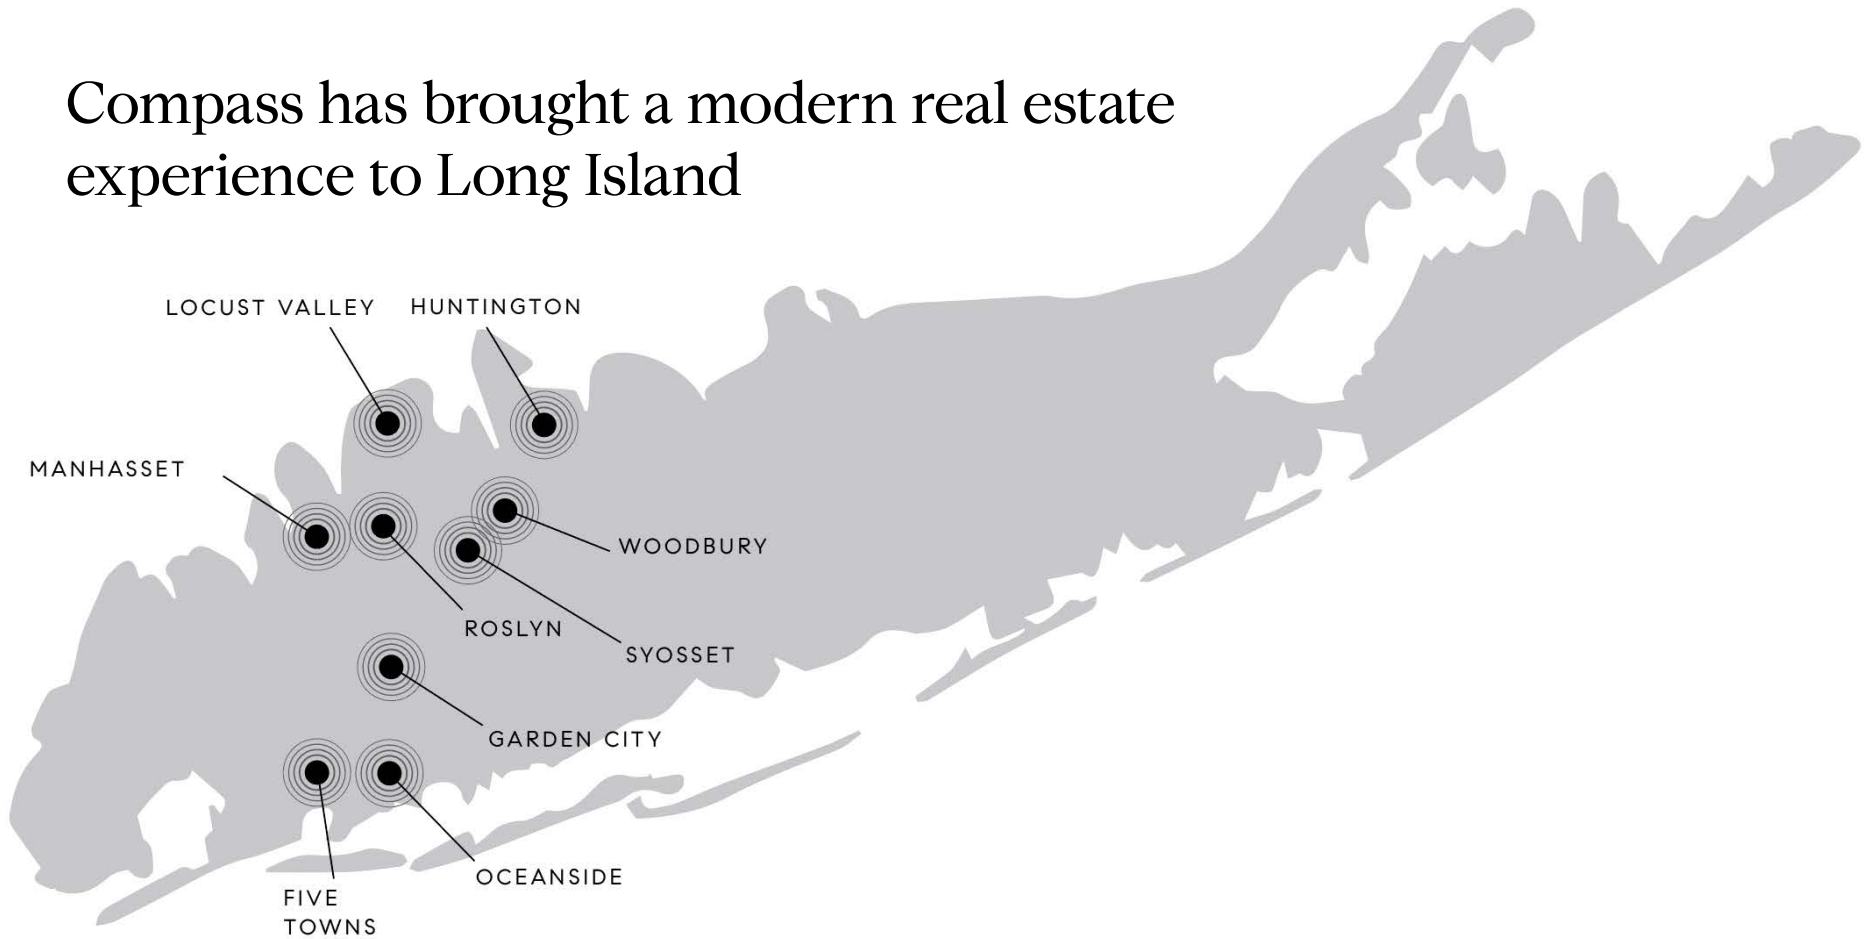 Compass has brought a modern real estate
experience to Long Island
LOCUST VALLEY
HUNTINGTON
MANHASSET
WOODBURY
ROSLYN
SYOSSET
GARDEN CITY
OCEANSIDE
FIVE
TOWNS